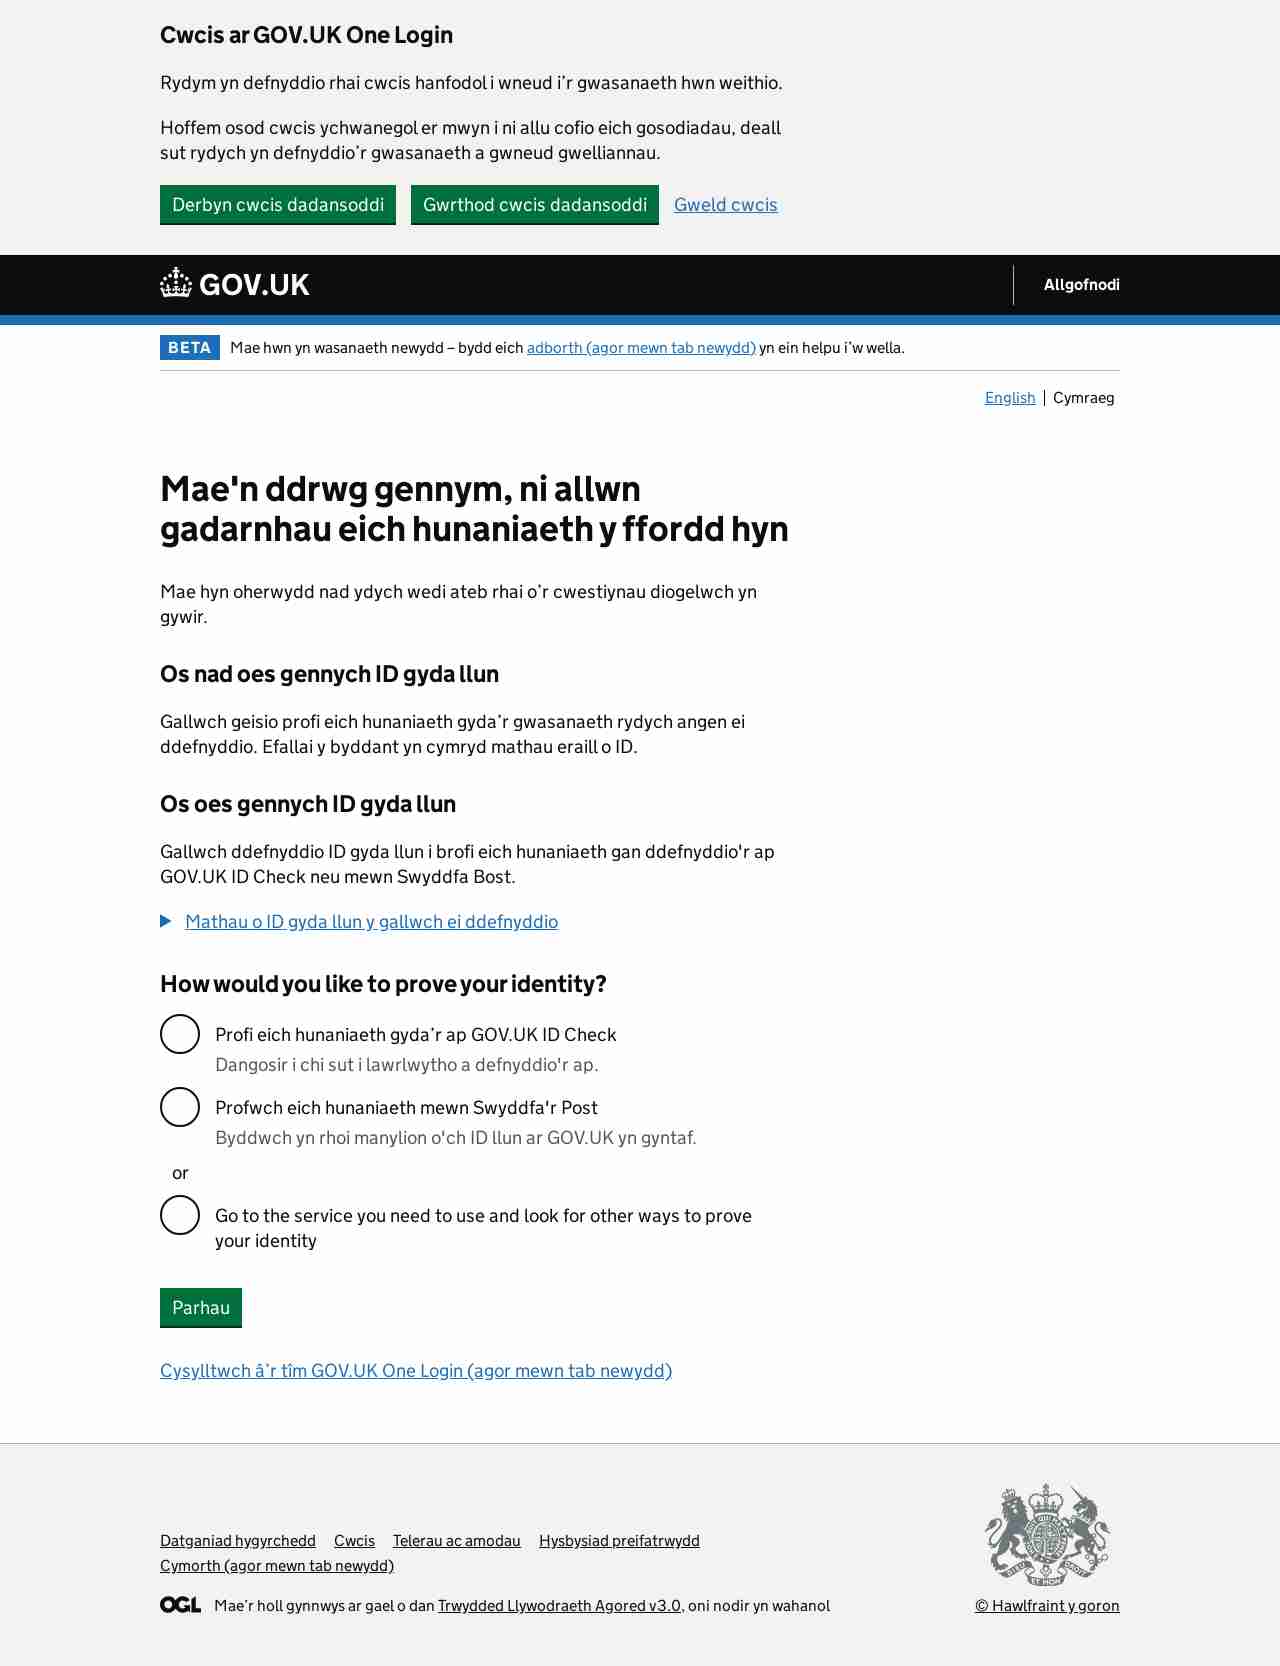 Cwcis ar GOV.UK One Login
Rydym yn defnyddio rhai cwcis hanfodol i wneud i’r gwasanaeth hwn weithio.
Hoffem osod cwcis ychwanegol er mwyn i ni allu cofio eich gosodiadau, deall
sut rydych yn defnyddio’r gwasanaeth a gwneud gwelliannau.
Derbyn cwcis dadansoddi Gwrthod cwcis dadansoddi Gweld cwcis
GOV.UK Allgofnodi
BETA Mae hwn yn wasanaeth newydd – bydd eich adborth (agor mewn tab newydd) yn ein helpu i’w wella.
English Cymraeg
Mae'n ddrwg gennym, ni allwn
gadarnhau eich hunaniaeth y ffordd hyn
Mae hyn oherwydd nad ydych wedi ateb rhai o’r cwestiynau diogelwch yn
gywir.
Os nad oes gennych ID gyda llun
Gallwch geisio profi eich hunaniaeth gyda’r gwasanaeth rydych angen ei
ddefnyddio. Efallai y byddant yn cymryd mathau eraill o ID.
Os oes gennych ID gyda llun
Gallwch ddefnyddio ID gyda llun i brofi eich hunaniaeth gan ddefnyddio'r ap
GOV.UK ID Check neu mewn Swyddfa Bost.
Mathau o ID gyda llun y gallwch ei ddefnyddio
How would you like to prove your identity?
Profi eich hunaniaeth gyda’r ap GOV.UK ID Check
Dangosir i chi sut i lawrlwytho a defnyddio'r ap.
Profwch eich hunaniaeth mewn Swyddfa'r Post
Byddwch yn rhoi manylion o'ch ID llun ar GOV.UK yn gyntaf.
or
Go to the service you need to use and look for other ways to prove
your identity
Parhau
Cysylltwch â’r tîm GOV.UK One Login (agor mewn tab newydd)
Datganiad hygyrchedd Cwcis Telerau ac amodau Hysbysiad preifatrwydd
Cymorth (agor mewn tab newydd)
DIEU ET MON DROIT
OGL Mae’r holl gynnwys ar gael o dan Trwydded Llywodraeth Agored v3.0, oni nodir yn wahanol
© Hawlfraint y goron